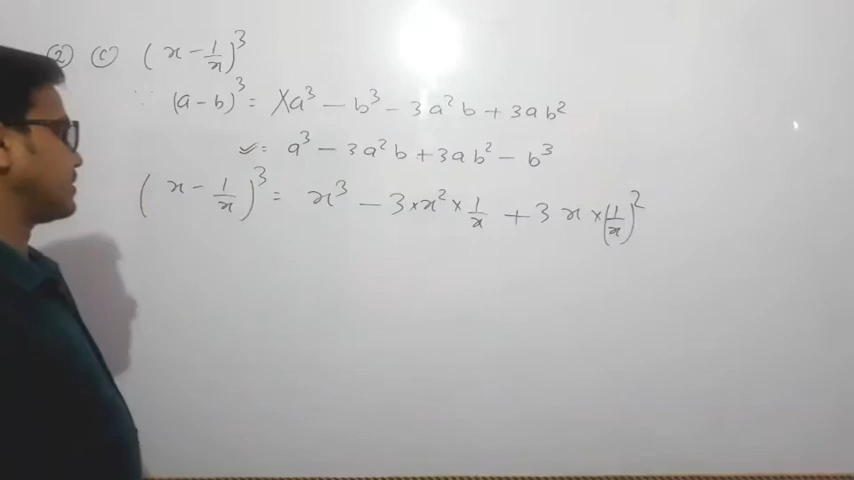 ② Ⓒ (x - 1/x)³
∵ (a - b)³ = X a³ - b³ - 3a²b + 3ab²
✓ = a³ - 3a²b + 3ab² - b³
(x - 1/x)³ = x³ - 3 × x² × 1/x + 3 x × (1/x)²